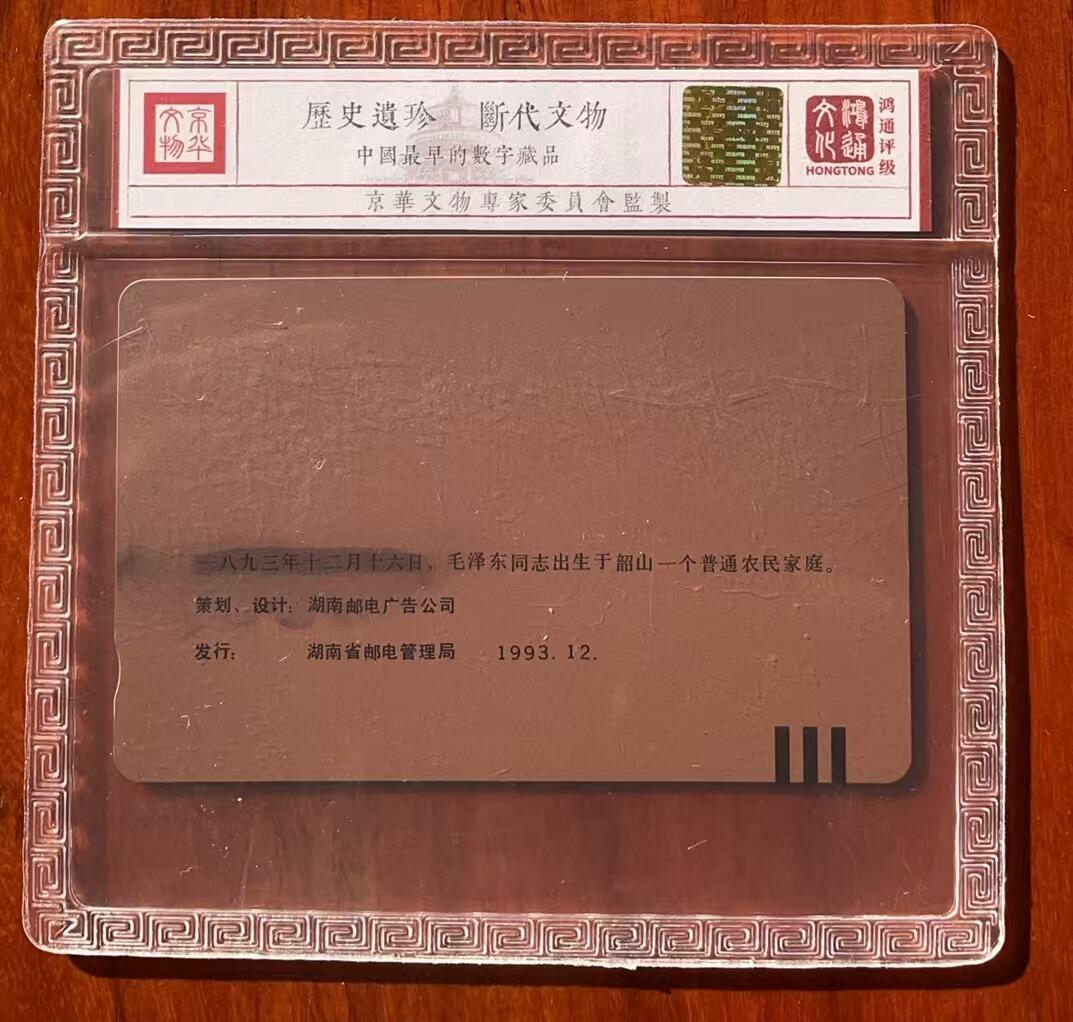 京华文物
歷史遺珍 斷代文物
中國最早的數字藏品
京華文物專家委員會監製
鴻通文化
HONGTONG
鸿通评级
一八九三年十二月十六日，毛泽东同志出生于韶山一个普通农民家庭。
策划、设计：湖南邮电广告公司
发行：湖南省邮电管理局 1993.12.